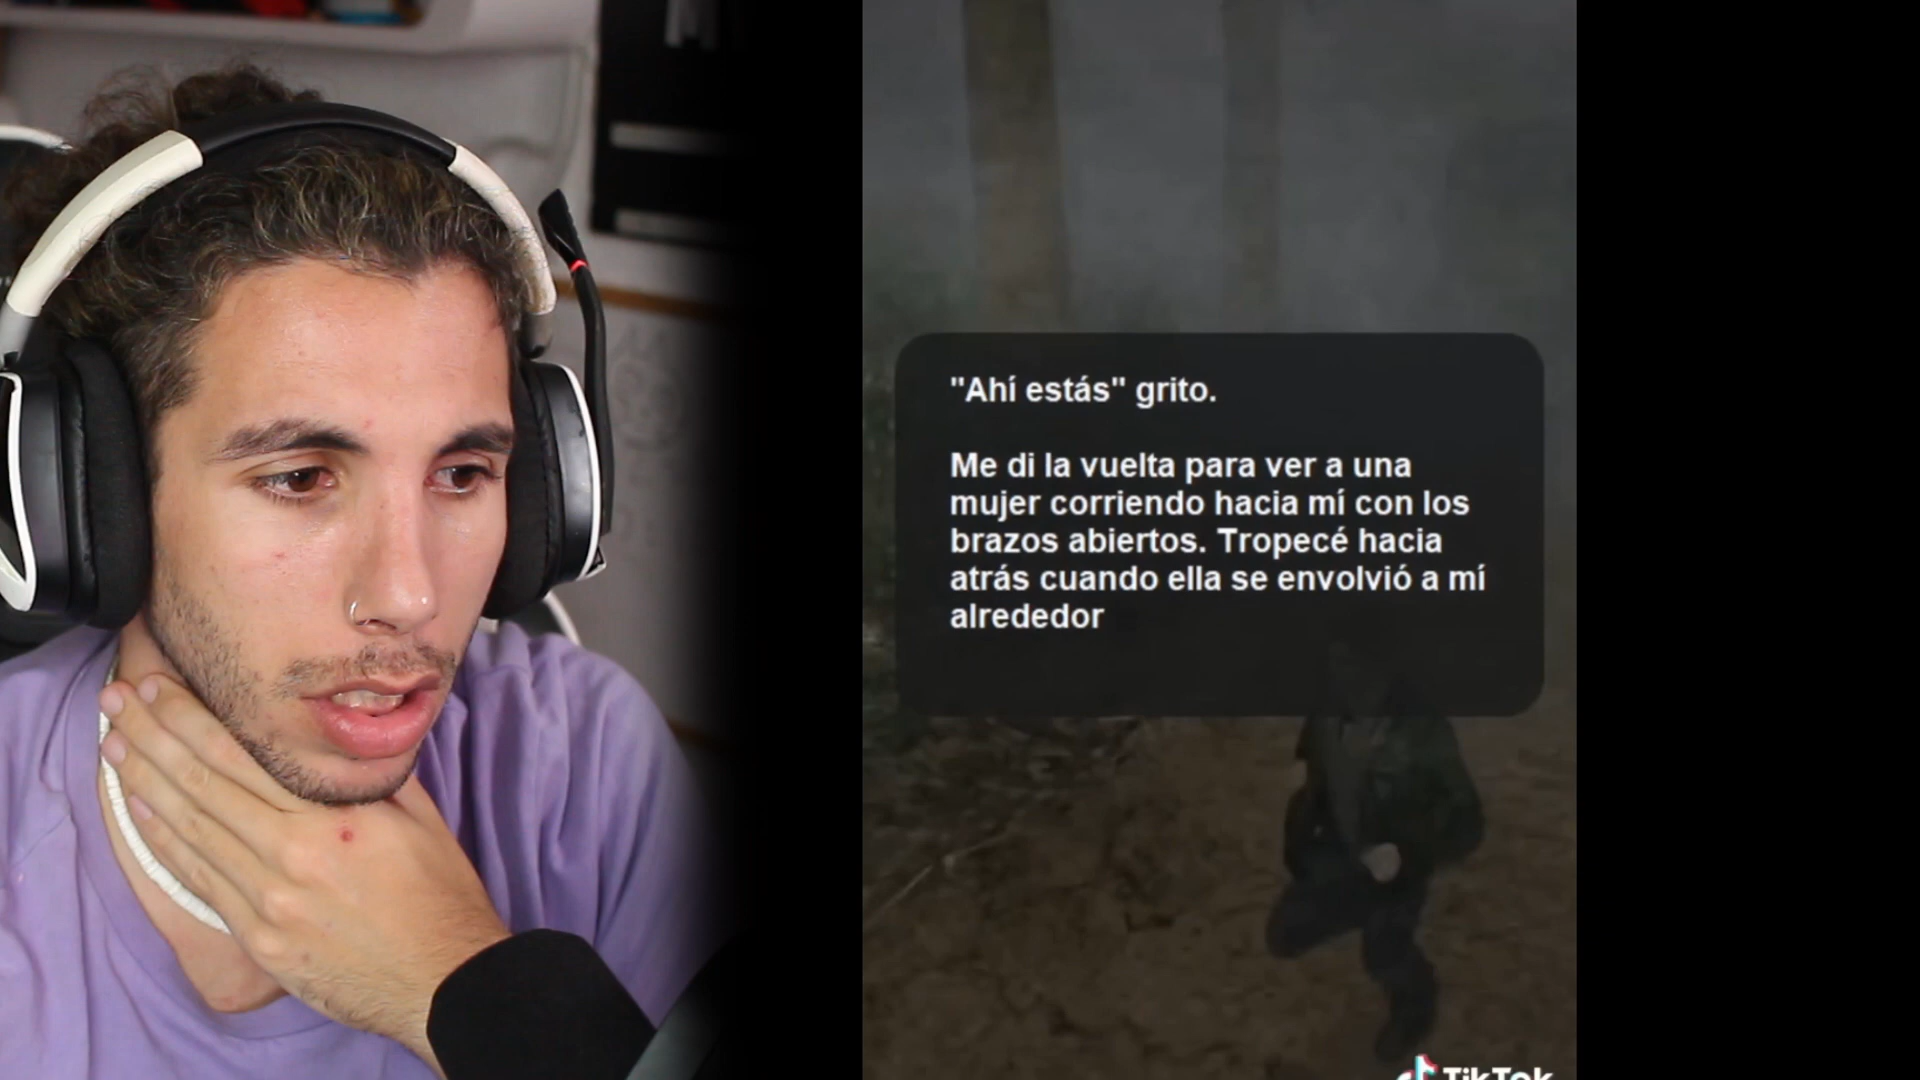 "Ahí estás" grito.
Me di la vuelta para ver a una
mujer corriendo hacia mí con los
brazos abiertos. Tropecé hacia
atrás cuando ella se envolvió a mí
alrededor
TikTok